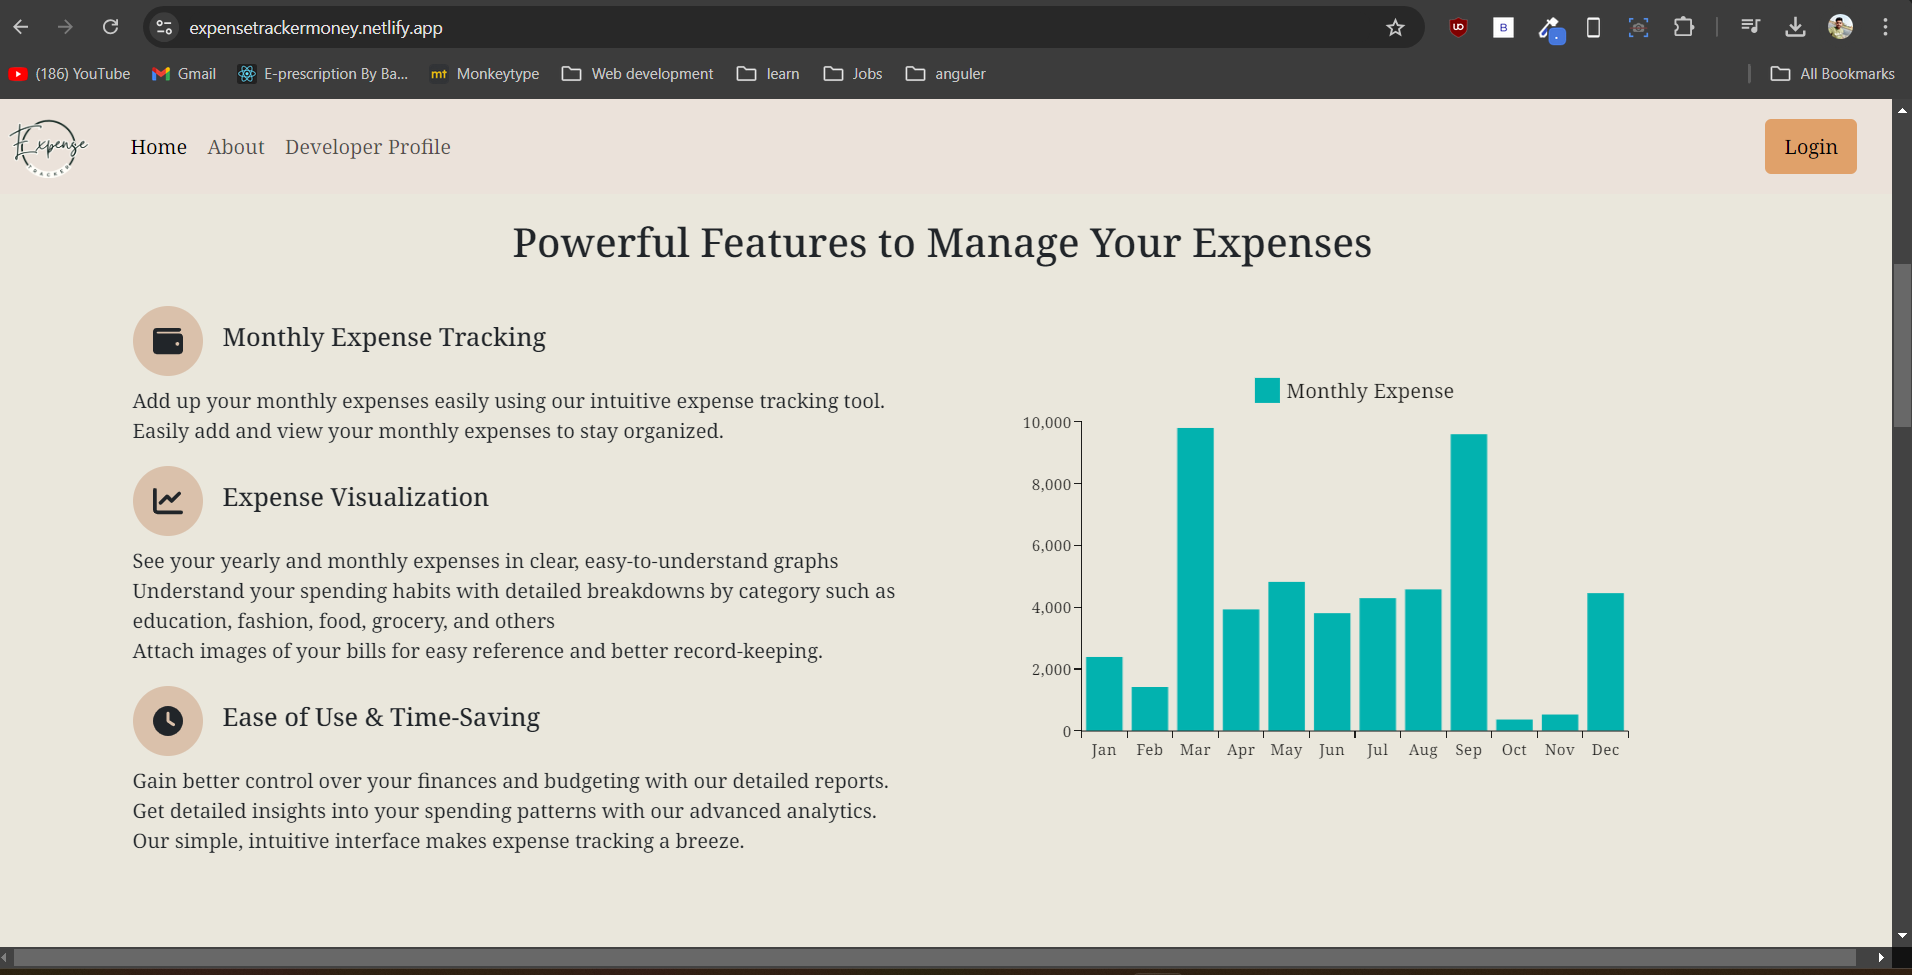 expensetrackermoney.netlify.app
(186) YouTube
Gmail
E-prescription By Ba...
mt Monkeytype
Web development
learn
Jobs
anguler
All Bookmarks
Expense
TRACKER
Home
About
Developer Profile
Login
Powerful Features to Manage Your Expenses
Monthly Expense Tracking
Add up your monthly expenses easily using our intuitive expense tracking tool.
Easily add and view your monthly expenses to stay organized.
Expense Visualization
See your yearly and monthly expenses in clear, easy-to-understand graphs
Understand your spending habits with detailed breakdowns by category such as
education, fashion, food, grocery, and others
Attach images of your bills for easy reference and better record-keeping.
Ease of Use & Time-Saving
Gain better control over your finances and budgeting with our detailed reports.
Get detailed insights into your spending patterns with our advanced analytics.
Our simple, intuitive interface makes expense tracking a breeze.
Monthly Expense
10,000
8,000
6,000
4,000
2,000
0
Jan Feb Mar Apr May Jun Jul Aug Sep Oct Nov Dec